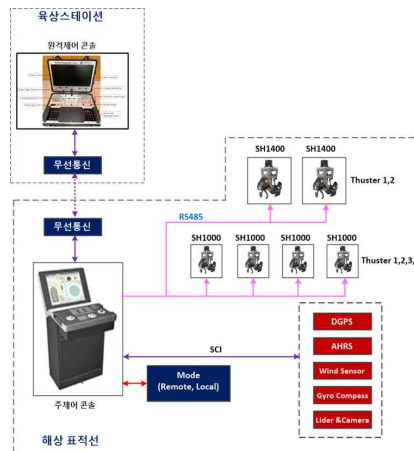 육상스테이션
원격제어 콘솔
무선통신
무선통신
SH1400 SH1400
Thuster 1,2
RS485
SH1000 SH1000 SH1000 SH1000
Thuster 1,2,3,
DGPS
AHRS
Wind Sensor
Gyro Compass
Lider &Camera
SCI
Mode
(Remote, Local)
주제어 콘솔
해상 표적선